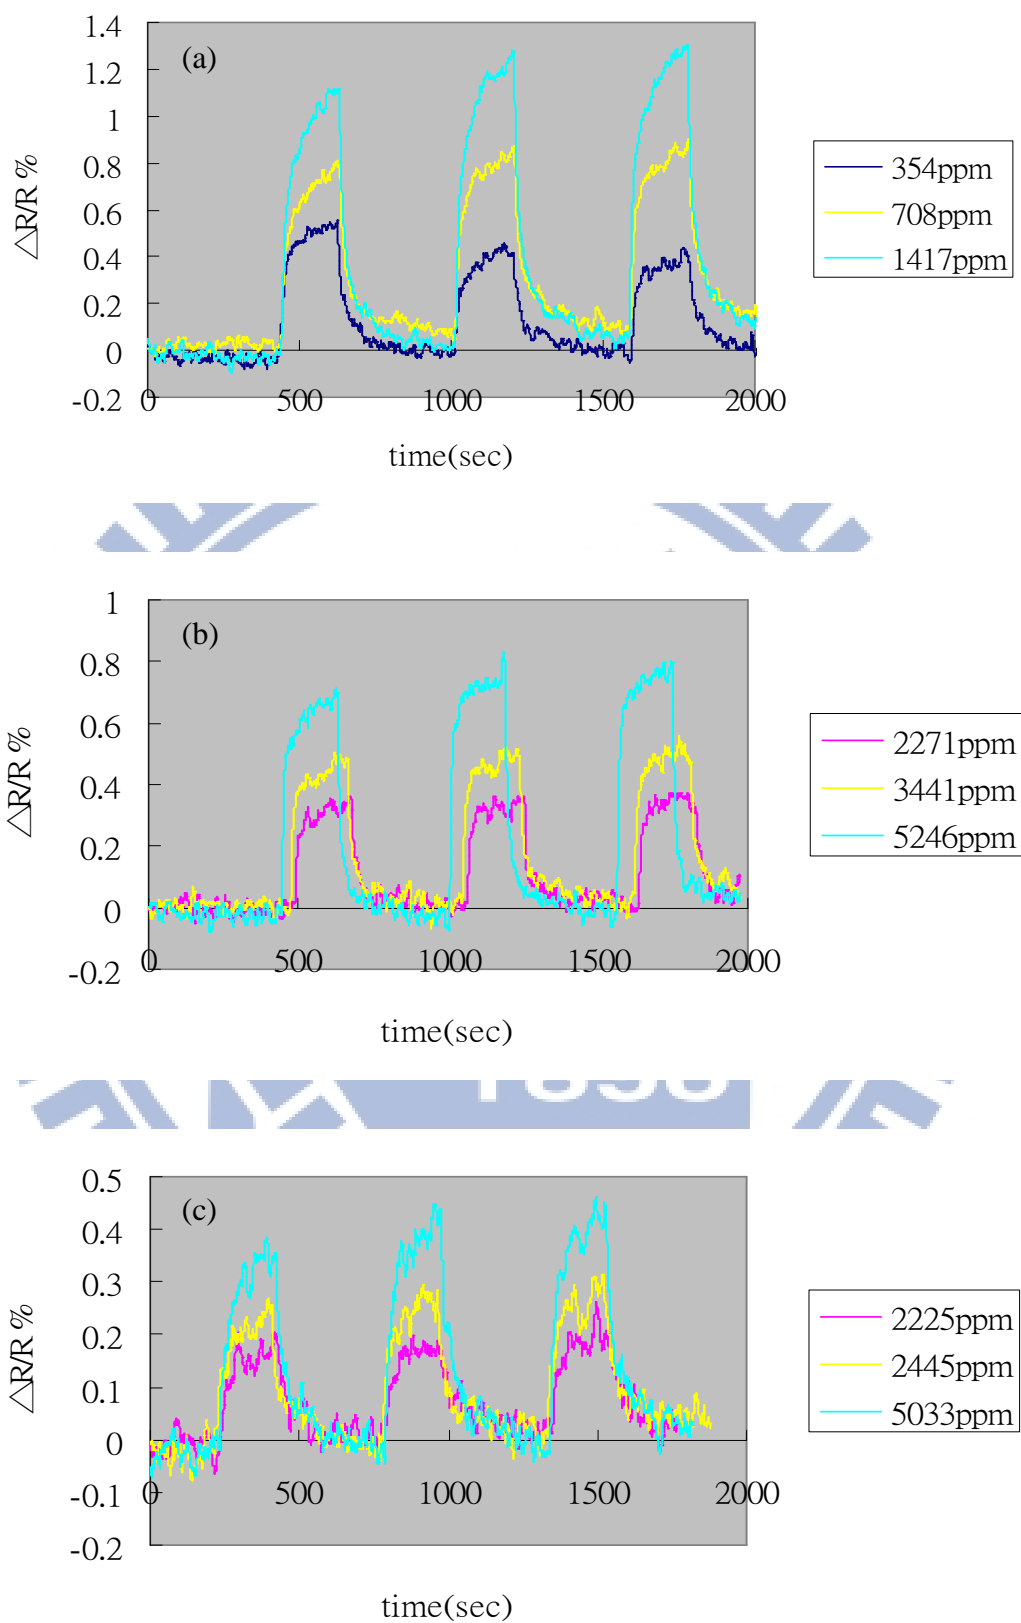 1.4
(a)
1.2
1
0.8
0.6
0.4
0.2
0
-0.2
△R/R %
0
500
1000
1500
2000
time(sec)
354ppm
708ppm
1417ppm
1
(b)
0.8
0.6
0.4
0.2
0
-0.2
△R/R %
0
500
1000
1500
2000
time(sec)
2271ppm
3441ppm
5246ppm
1896
0.5
(c)
0.4
0.3
0.2
0.1
0
-0.1
-0.2
△R/R %
0
500
1000
1500
2000
time(sec)
2225ppm
2445ppm
5033ppm